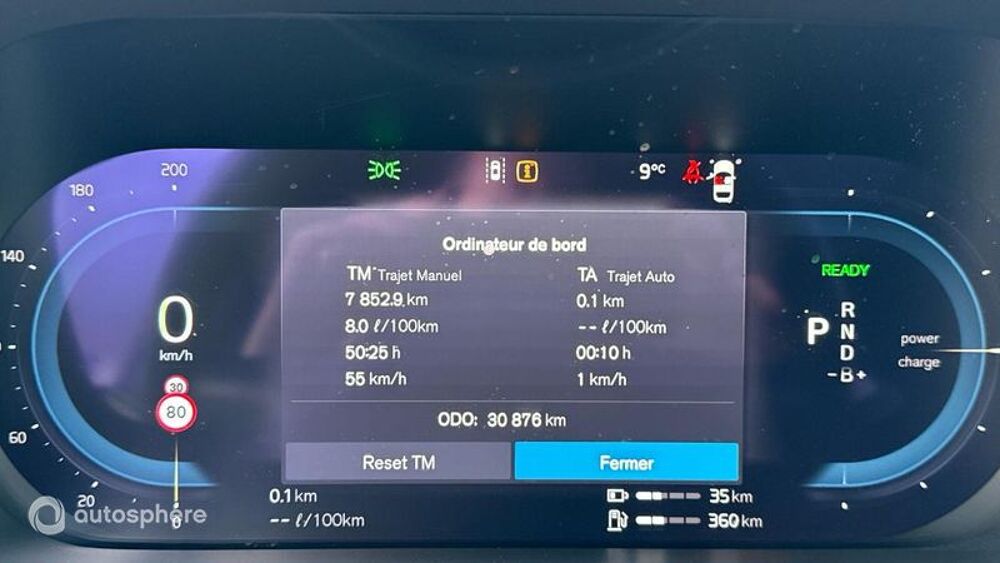 200
180
140
60
20
0
9°C
0
km/h
30
80
Ordinateur de bord
TM Trajet Manuel
7 852.9 km
8.0 ℓ/100km
50:25 h
55 km/h
TA Trajet Auto
0.1 km
-- ℓ/100km
00:10 h
1 km/h
ODO: 30 876 km
Reset TM
Fermer
READY
R
N
P D
-B+
power
charge
0.1 km
-- ℓ/100km
35 km
360 km
autosphere